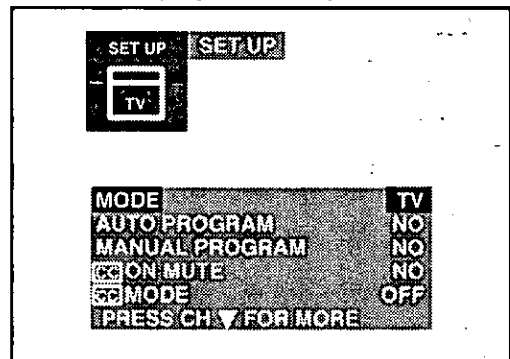 SET UP SET UP
TV
MODE TV
AUTO PROGRAM NO
MANUAL PROGRAM NO
CC ON MUTE NO
CC MODE OFF
PRESS CH ▼ FOR MORE